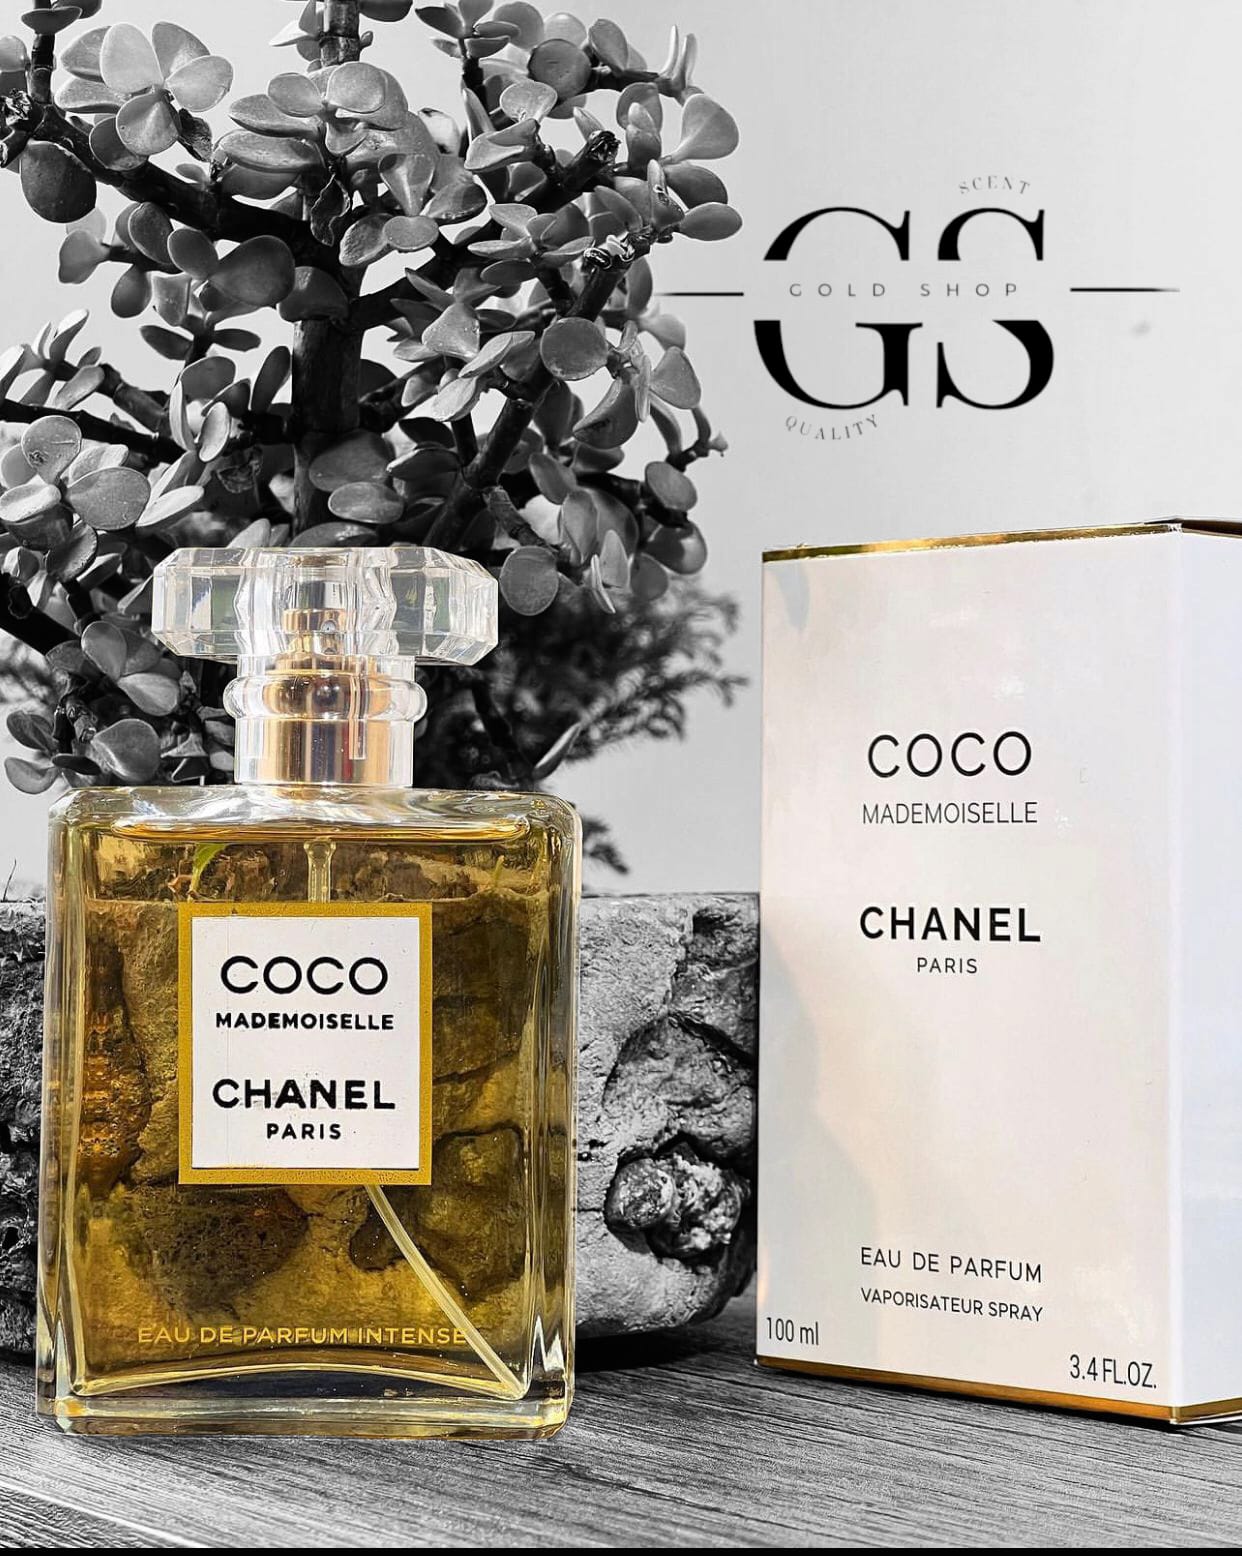 SCENT
GS
GOLD SHOP
QUALITY
COCO
MADEMOISELLE
CHANEL
PARIS
EAU DE PARFUM INTENSE
COCO
MADEMOISELLE
CHANEL
PARIS
EAU DE PARFUM
VAPORISATEUR SPRAY
100 ml
3.4 FL.OZ.